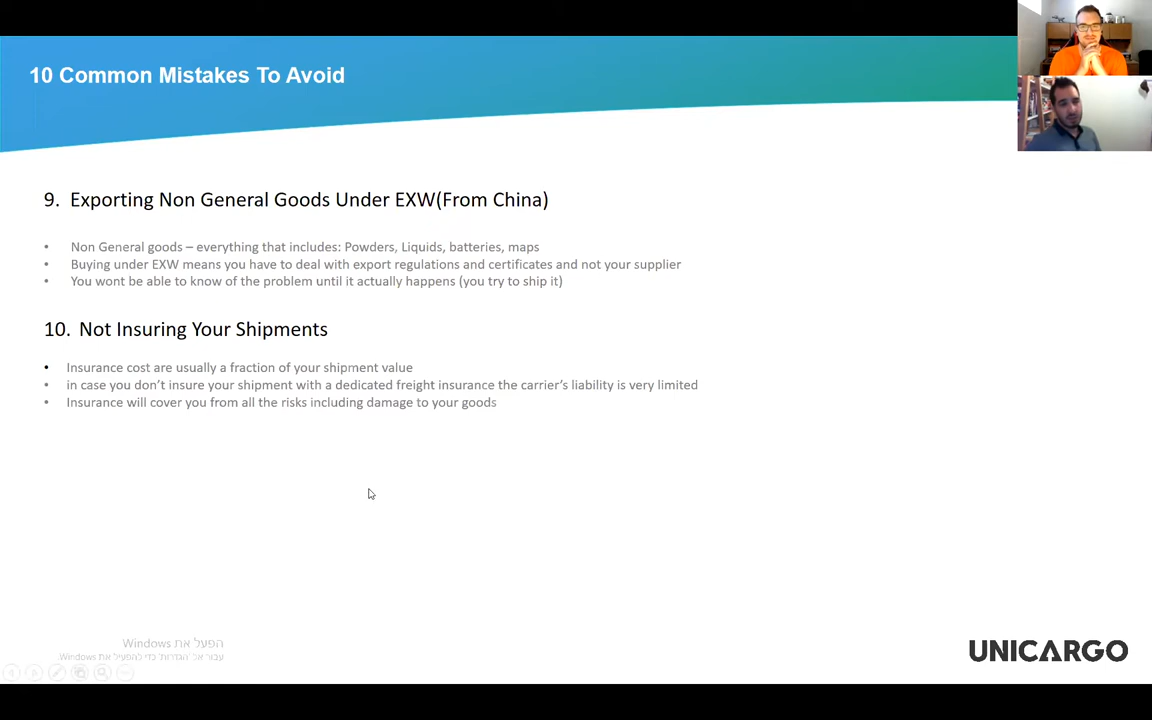 10 Common Mistakes To Avoid
9. Exporting Non General Goods Under EXW(From China)
• Non General goods – everything that includes: Powders, Liquids, batteries, maps
• Buying under EXW means you have to deal with export regulations and certificates and not your supplier
• You wont be able to know of the problem until it actually happens (you try to ship it)
10. Not Insuring Your Shipments
• Insurance cost are usually a fraction of your shipment value
• in case you don't insure your shipment with a dedicated freight insurance the carrier's liability is very limited
• Insurance will cover you from all the risks including damage to your goods
הפעל את Windows
עבור אל 'הגדרות' כדי להפעיל את Windows.
UNICARGO